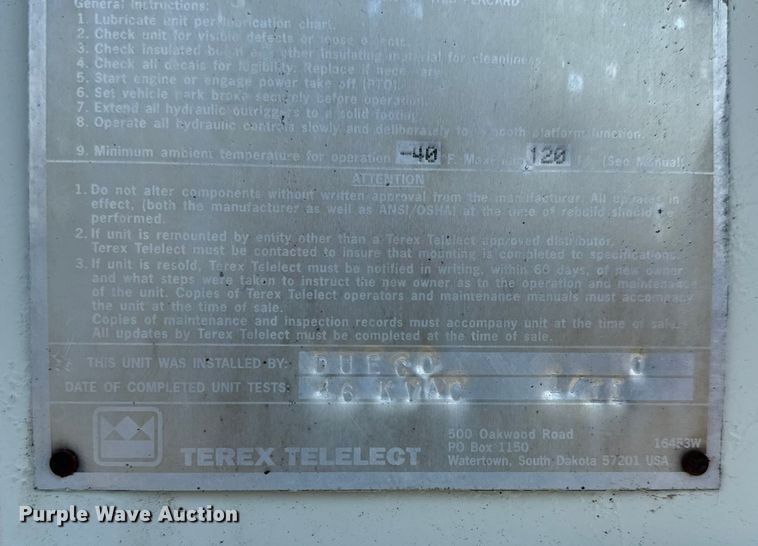 General Instructions:
1. Lubricate unit per lubrication chart.
2. Check unit for visible defects or loose objects.
3. Check insulated boom and other insulating material for cleanliness.
4. Check all decals for legibility. Replace if necessary.
5. Start engine or engage power take off (PTO).
6. Set vehicle park brake securely before operation.
7. Extend all hydraulic outriggers to a solid footing.
8. Operate all hydraulic controls slowly and deliberately to smooth platform function.
9. Minimum ambient temperature for operation -40 F. Maximum 120 F. (See Manual)
ATTENTION
1. Do not alter components without written approval from the manufacturer. All updates in
effect, (both the manufacturer as well as ANSI/OSHA) at the time of rebuild should be
performed.
2. If unit is remounted by entity other than a Terex Telelect approved distributor,
Terex Telelect must be contacted to insure that mounting is completed to specifications.
3. If unit is resold, Terex Telelect must be notified in writing, within 60 days, of new owner
and what steps were taken to instruct the new owner as to the operation and maintenance
of the unit. Copies of Terex Telelect operators and maintenance manuals must accompany
the unit at the time of sale.
Copies of maintenance and inspection records must accompany unit at the time of sale.
All updates by Terex Telelect must be completed at the time of sale.
THIS UNIT WAS INSTALLED BY: DUECO
DATE OF COMPLETED UNIT TESTS: 46 KVAC
TEREX TELELECT
500 Oakwood Road
PO Box 1150
Watertown, South Dakota 57201 USA
16453W
Purple Wave Auction